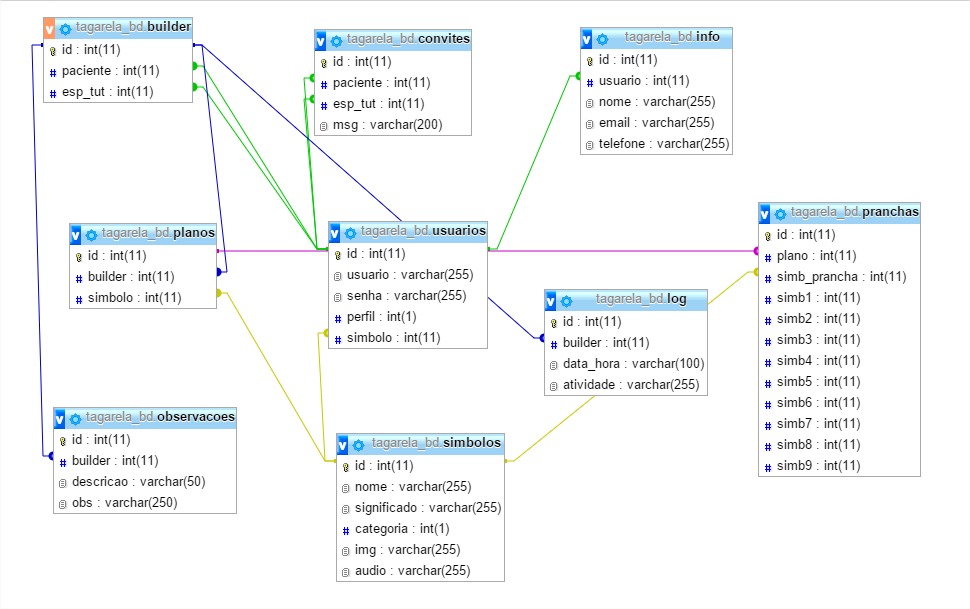 tagarela_bd.builder
id : int(11)
paciente : int(11)
esp_tut : int(11)
tagarela_bd.convites
id : int(11)
paciente : int(11)
esp_tut : int(11)
msg : varchar(200)
tagarela_bd.info
id : int(11)
usuario : int(11)
nome : varchar(255)
email : varchar(255)
telefone : varchar(255)
tagarela_bd.planos
id : int(11)
builder : int(11)
simbolo : int(11)
tagarela_bd.usuarios
id : int(11)
usuario : varchar(255)
senha : varchar(255)
perfil : int(1)
simbolo : int(11)
tagarela_bd.pranchas
id : int(11)
plano : int(11)
simb_prancha : int(11)
simb1 : int(11)
simb2 : int(11)
simb3 : int(11)
simb4 : int(11)
simb5 : int(11)
simb6 : int(11)
simb7 : int(11)
simb8 : int(11)
simb9 : int(11)
tagarela_bd.log
id : int(11)
builder : int(11)
data_hora : varchar(100)
atividade : varchar(255)
tagarela_bd.observacoes
id : int(11)
builder : int(11)
descricao : varchar(50)
obs : varchar(250)
tagarela_bd.simbolos
id : int(11)
nome : varchar(255)
significado : varchar(255)
categoria : int(1)
img : varchar(255)
audio : varchar(255)